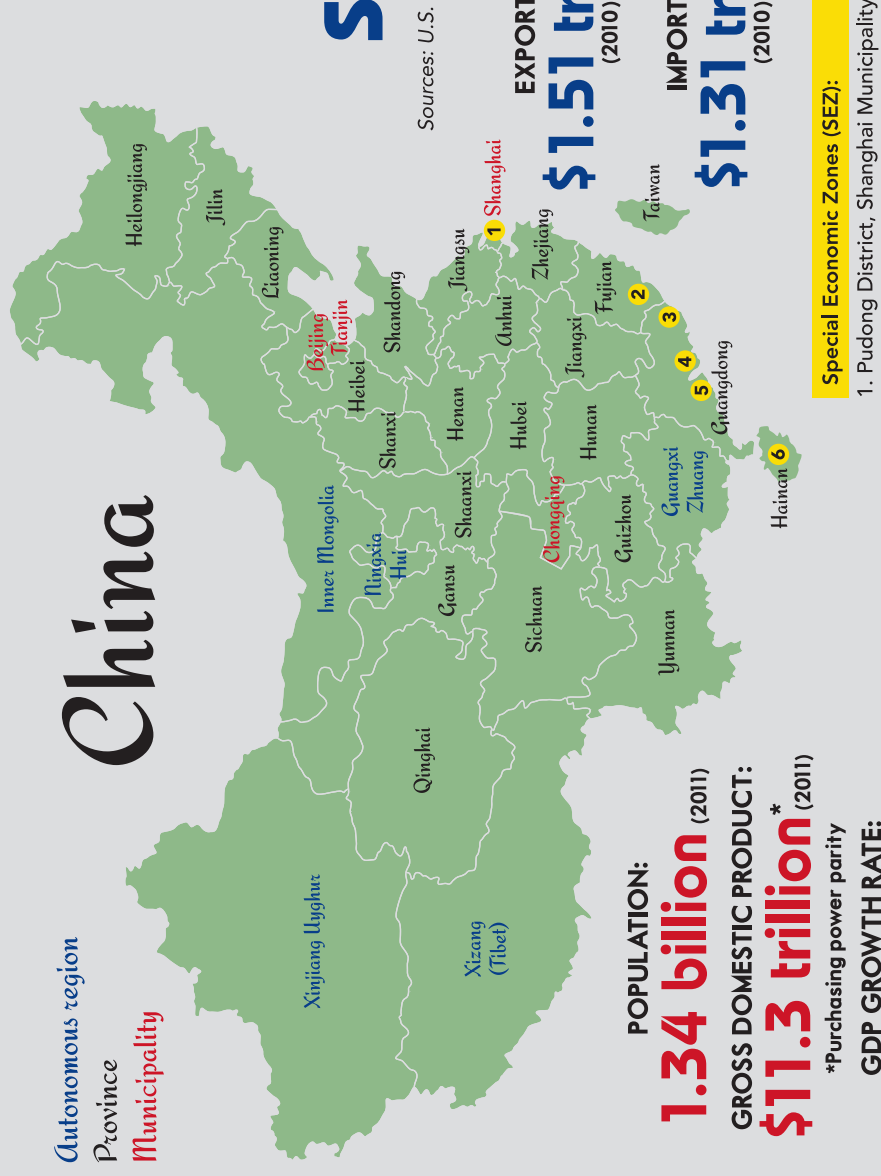 China
Autonomous region
Province
Municipality
Heilongjiang
Jilin
Liaoning
Inner Mongolia
Xinjiang Uyghur
Beijing
Tianjin
Heibei
Shandong
Shanxi
Ningxia
Hui
Qinghai
Gansu
Shaanxi
Henan
Jiangsu
1 Shanghai
Xizang
(Tibet)
Anhui
Hubei
Zhejiang
Sichuan
Chongqing
Jiangxi
Hunan
Fujian
Guizhou
Taiwan
Yunnan
Guangxi
Zhuang
2
3
4
5
Guangdong
Hainan 6
POPULATION:
1.34 billion (2011)
GROSS DOMESTIC PRODUCT:
$11.3 trillion* (2011)
*Purchasing power parity
GDP GROWTH RATE:
S
Sources: U.S.
EXPORT
$1.51 tr
(2010)
IMPORT
$1.31 tr
(2010)
Special Economic Zones (SEZ):
1. Pudong District, Shanghai Municipality